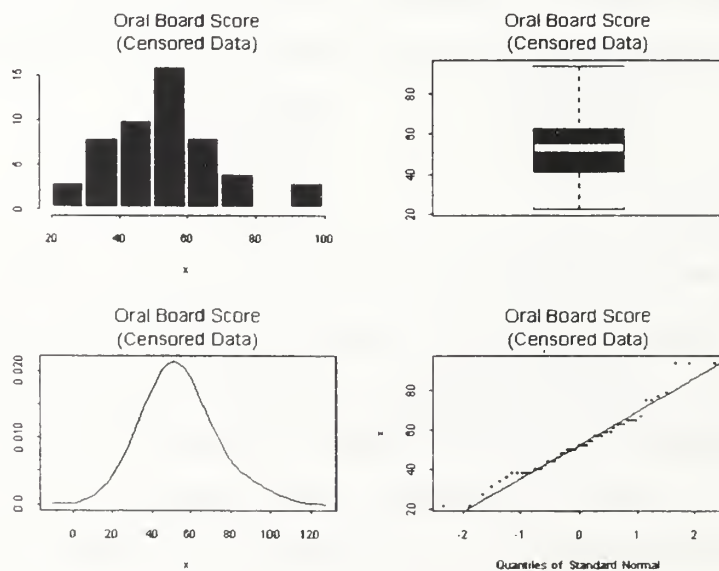 Oral Board Score
(Censored Data)
15
10
5
0
20 40 60 80 100
x
Oral Board Score
(Censored Data)
80
60
40
20
Oral Board Score
(Censored Data)
0.020
0.010
0.0
0 20 40 60 80 100 120
x
Oral Board Score
(Censored Data)
x
80
60
40
20
-2 -1 0 1 2
Quantiles of Standard Normal